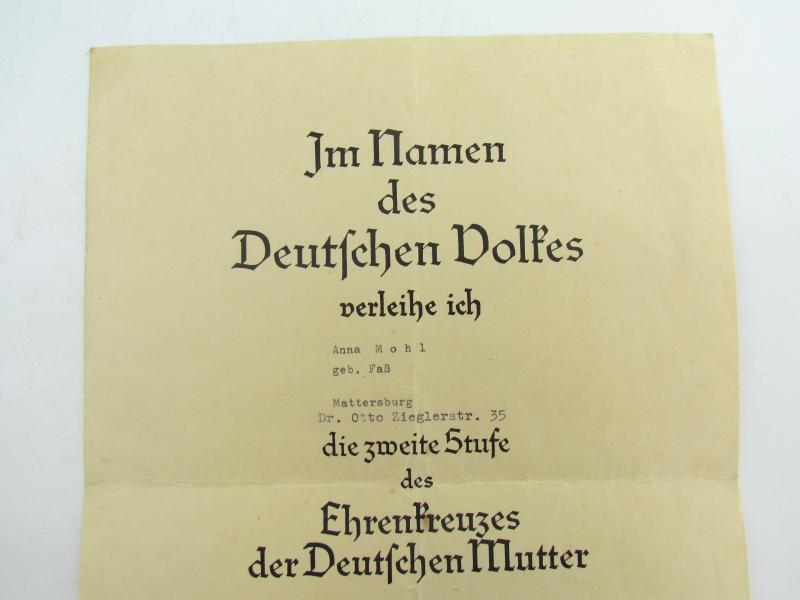 Im Namen
des
Deutſchen Volkes
verleihe ich
Anna Mohl
geb. Faß
Mattersburg
Dr. Otto Zieglerstr. 35
die zweite Stufe
des
Ehrenkreuzes
der Deutſchen Mutter